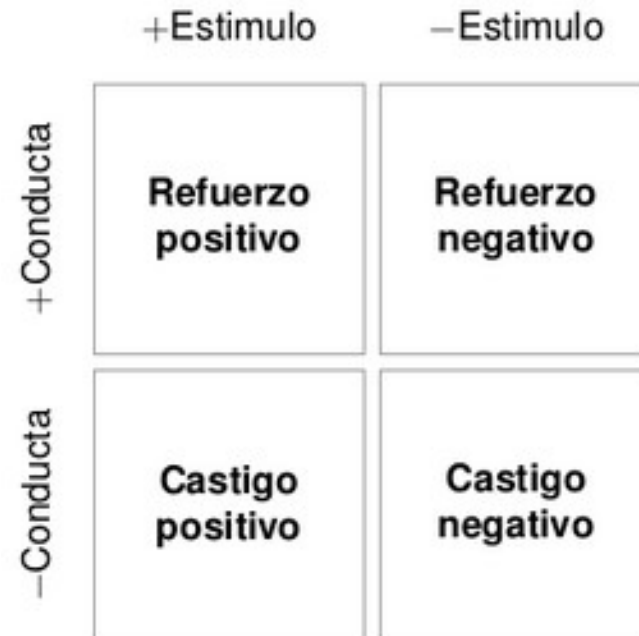 +Estimulo −Estimulo
+Conducta
Refuerzo
positivo
Refuerzo
negativo
−Conducta
Castigo
positivo
Castigo
negativo